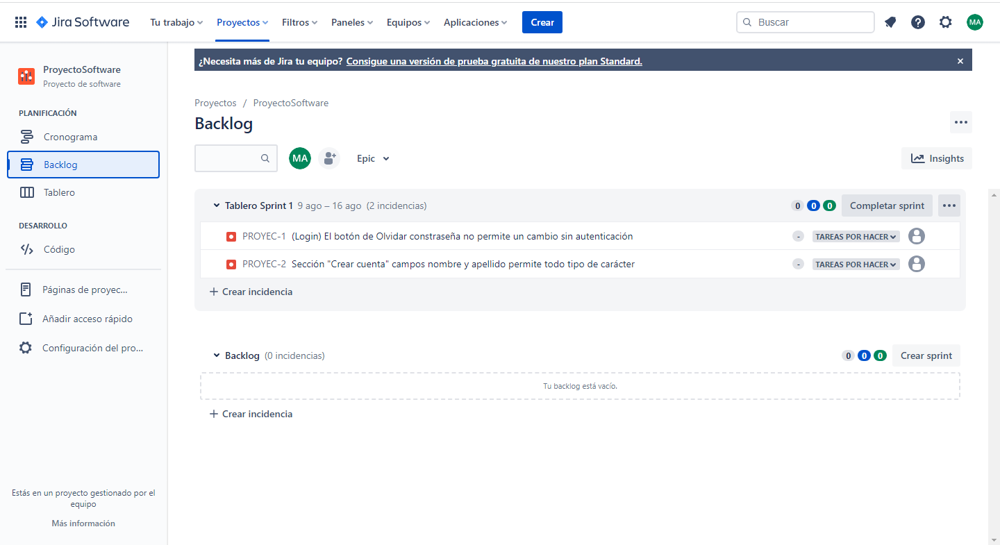 Jira Software Tu trabajo Proyectos Filtros Paneles Equipos Aplicaciones Crear Buscar MA
¿Necesita más de Jira tu equipo? Consigue una versión de prueba gratuita de nuestro plan Standard.
ProyectoSoftware
Proyecto de software
PLANIFICACIÓN
Cronograma
Backlog
Tablero
DESARROLLO
Código
Páginas de proyec...
Añadir acceso rápido
Configuración del pro...
Estás en un proyecto gestionado por el
equipo
Más información
Proyectos / ProyectoSoftware
Backlog
MA Epic Insights
Tablero Sprint 1 9 ago – 16 ago (2 incidencias) 0 0 0 Completar sprint
PROYEC-1 (Login) El botón de Olvidar constraseña no permite un cambio sin autenticación - TAREAS POR HACER
PROYEC-2 Sección "Crear cuenta" campos nombre y apellido permite todo tipo de carácter - TAREAS POR HACER
+ Crear incidencia
Backlog (0 incidencias) 0 0 0 Crear sprint
Tu backlog está vacío.
+ Crear incidencia